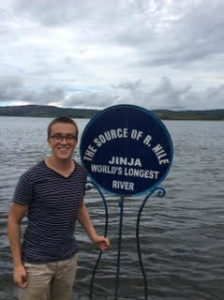 THE SOURCE OF R. NILE
JINJA
WORLD'S LONGEST
RIVER